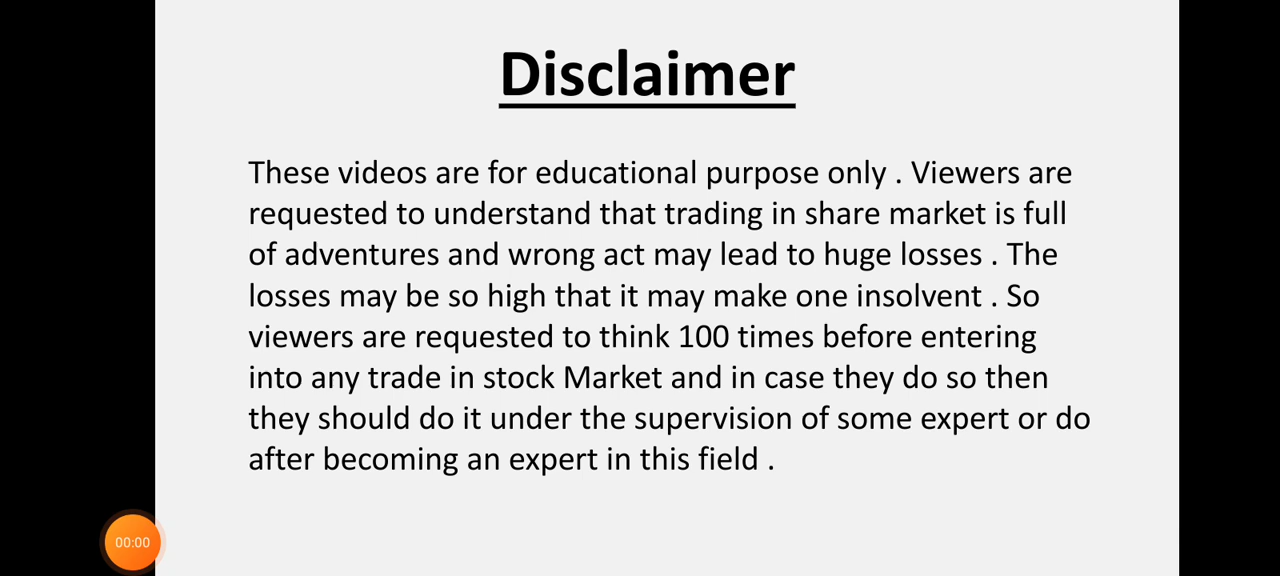 Disclaimer
These videos are for educational purpose only . Viewers are
requested to understand that trading in share market is full
of adventures and wrong act may lead to huge losses . The
losses may be so high that it may make one insolvent . So
viewers are requested to think 100 times before entering
into any trade in stock Market and in case they do so then
they should do it under the supervision of some expert or do
after becoming an expert in this field .
00:00